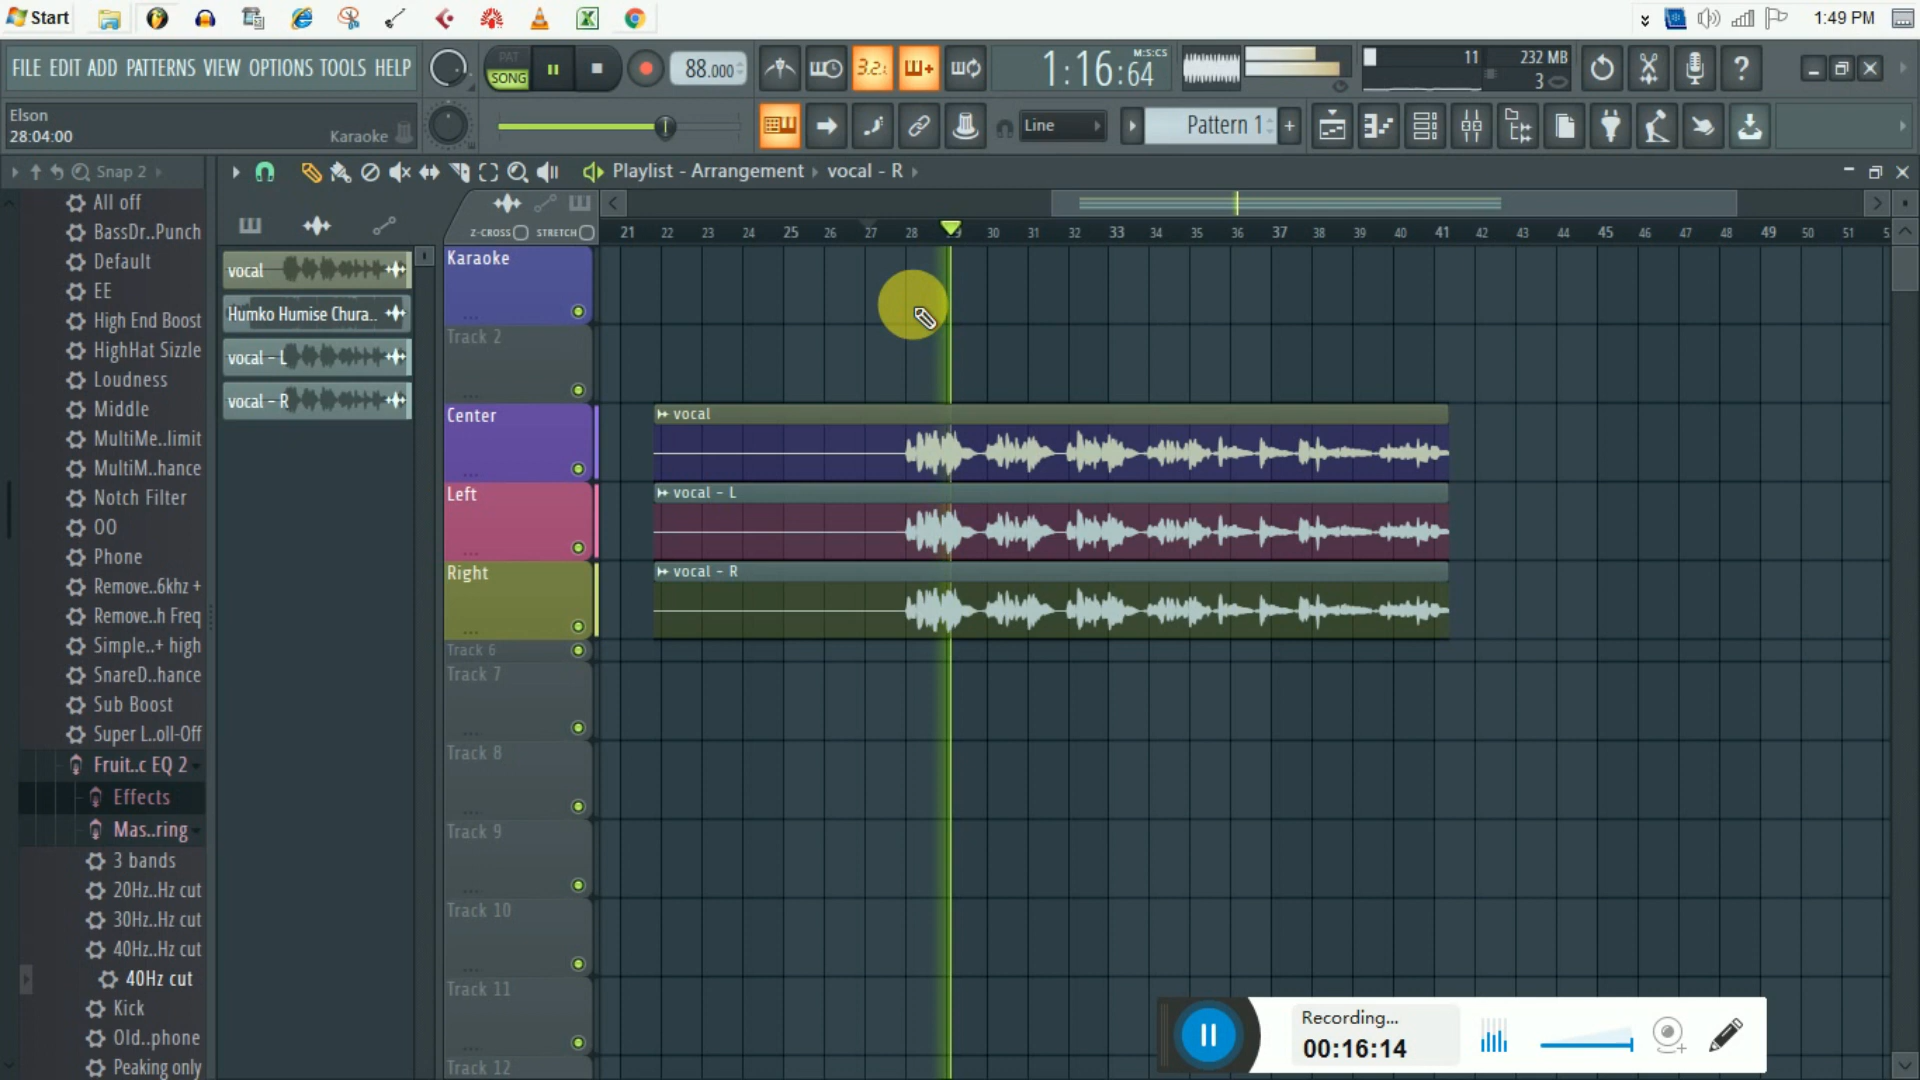 Start
1:49 PM
FILE EDIT ADD PATTERNS VIEW OPTIONS TOOLS HELP
PAT
SONG
88.000
3.2.
1:16:64
M:S:CS
11
232 MB
3
Elson
28:04:00
Karaoke
Line
Pattern 1
Snap 2
Playlist - Arrangement
vocal - R
Z-CROSS
STRETCH
21 22 23 24 25 26 27 28 29 30 31 32 33 34 35 36 37 38 39 40 41 42 43 44 45 46 47 48 49 50 51 5
All off
BassDr..Punch
Default
EE
High End Boost
HighHat Sizzle
Loudness
Middle
MultiMe..limit
MultiM..hance
Notch Filter
OO
Phone
Remove..6khz +
Remove..h Freq
Simple..+ high
SnareD..hance
Sub Boost
Super L..oll-Off
Fruit..c EQ 2
Effects
Mas..ring
3 bands
20Hz..Hz cut
30Hz..Hz cut
40Hz..Hz cut
40Hz cut
Kick
Old..phone
Peaking only
vocal
Humko Humise Chura..
vocal - L
vocal - R
Karaoke
Track 2
Center
Left
Right
Track 6
Track 7
Track 8
Track 9
Track 10
Track 11
Track 12
vocal
vocal - L
vocal - R
Recording...
00:16:14